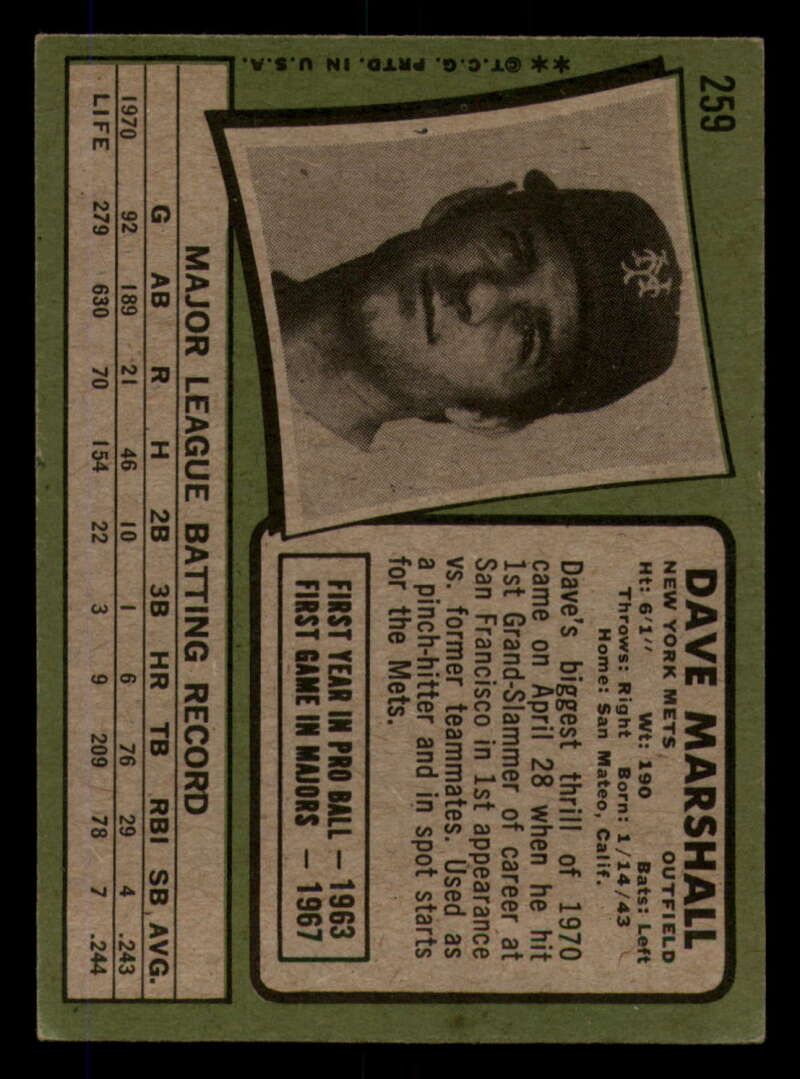 259
** ©T.C.G. PRTD. IN U.S.A.
NY
DAVE MARSHALL
NEW YORK METS OUTFIELD
Ht: 6'1" Wt: 190 Bats: Left
Throws: Right Born: 1/14/43
Home: San Mateo, Calif.
Dave's biggest thrill of 1970
came on April 28 when he hit
1st Grand-Slammer of career at
San Francisco in 1st appearance
vs. former teammates. Used as
a pinch-hitter and in spot starts
for the Mets.
FIRST YEAR IN PRO BALL — 1963
FIRST GAME IN MAJORS — 1967
MAJOR LEAGUE BATTING RECORD
G AB R H 2B 3B HR TB RBI SB AVG.
1970 92 189 21 46 10 1 6 76 29 4 .243
LIFE 279 630 70 154 22 3 9 209 78 7 .244